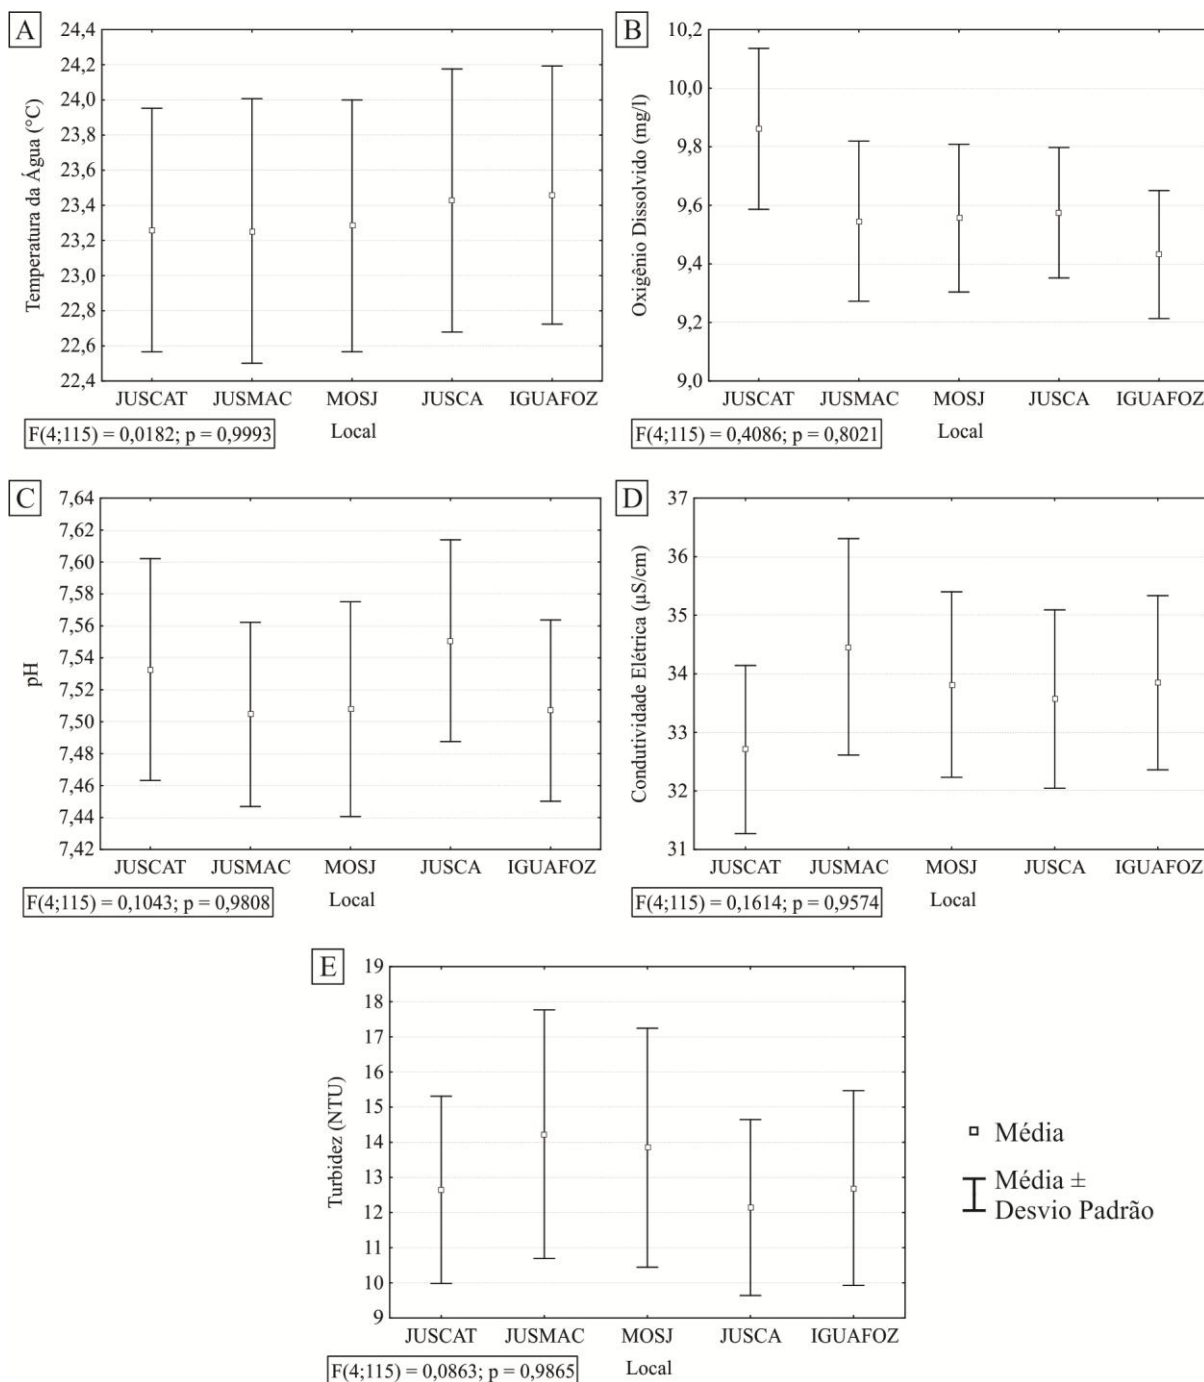 A
Temperatura da Água (°C)
24,4
24,2
24,0
23,8
23,6
23,4
23,2
23,0
22,8
22,6
22,4
JUSCAT JUSMAC MOSJ JUSCA IGUAFOZ
Local
F(4;115) = 0,0182; p = 0,9993
B
Oxigênio Dissolvido (mg/l)
10,2
10,0
9,8
9,6
9,4
9,2
9,0
JUSCAT JUSMAC MOSJ JUSCA IGUAFOZ
Local
F(4;115) = 0,4086; p = 0,8021
C
pH
7,64
7,62
7,60
7,58
7,56
7,54
7,52
7,50
7,48
7,46
7,44
7,42
JUSCAT JUSMAC MOSJ JUSCA IGUAFOZ
Local
F(4;115) = 0,1043; p = 0,9808
D
Condutividade Elétrica (µS/cm)
37
36
35
34
33
32
31
JUSCAT JUSMAC MOSJ JUSCA IGUAFOZ
Local
F(4;115) = 0,1614; p = 0,9574
E
Turbidez (NTU)
19
18
17
16
15
14
13
12
11
10
9
JUSCAT JUSMAC MOSJ JUSCA IGUAFOZ
Local
F(4;115) = 0,0863; p = 0,9865
Média
Média ±
Desvio Padrão